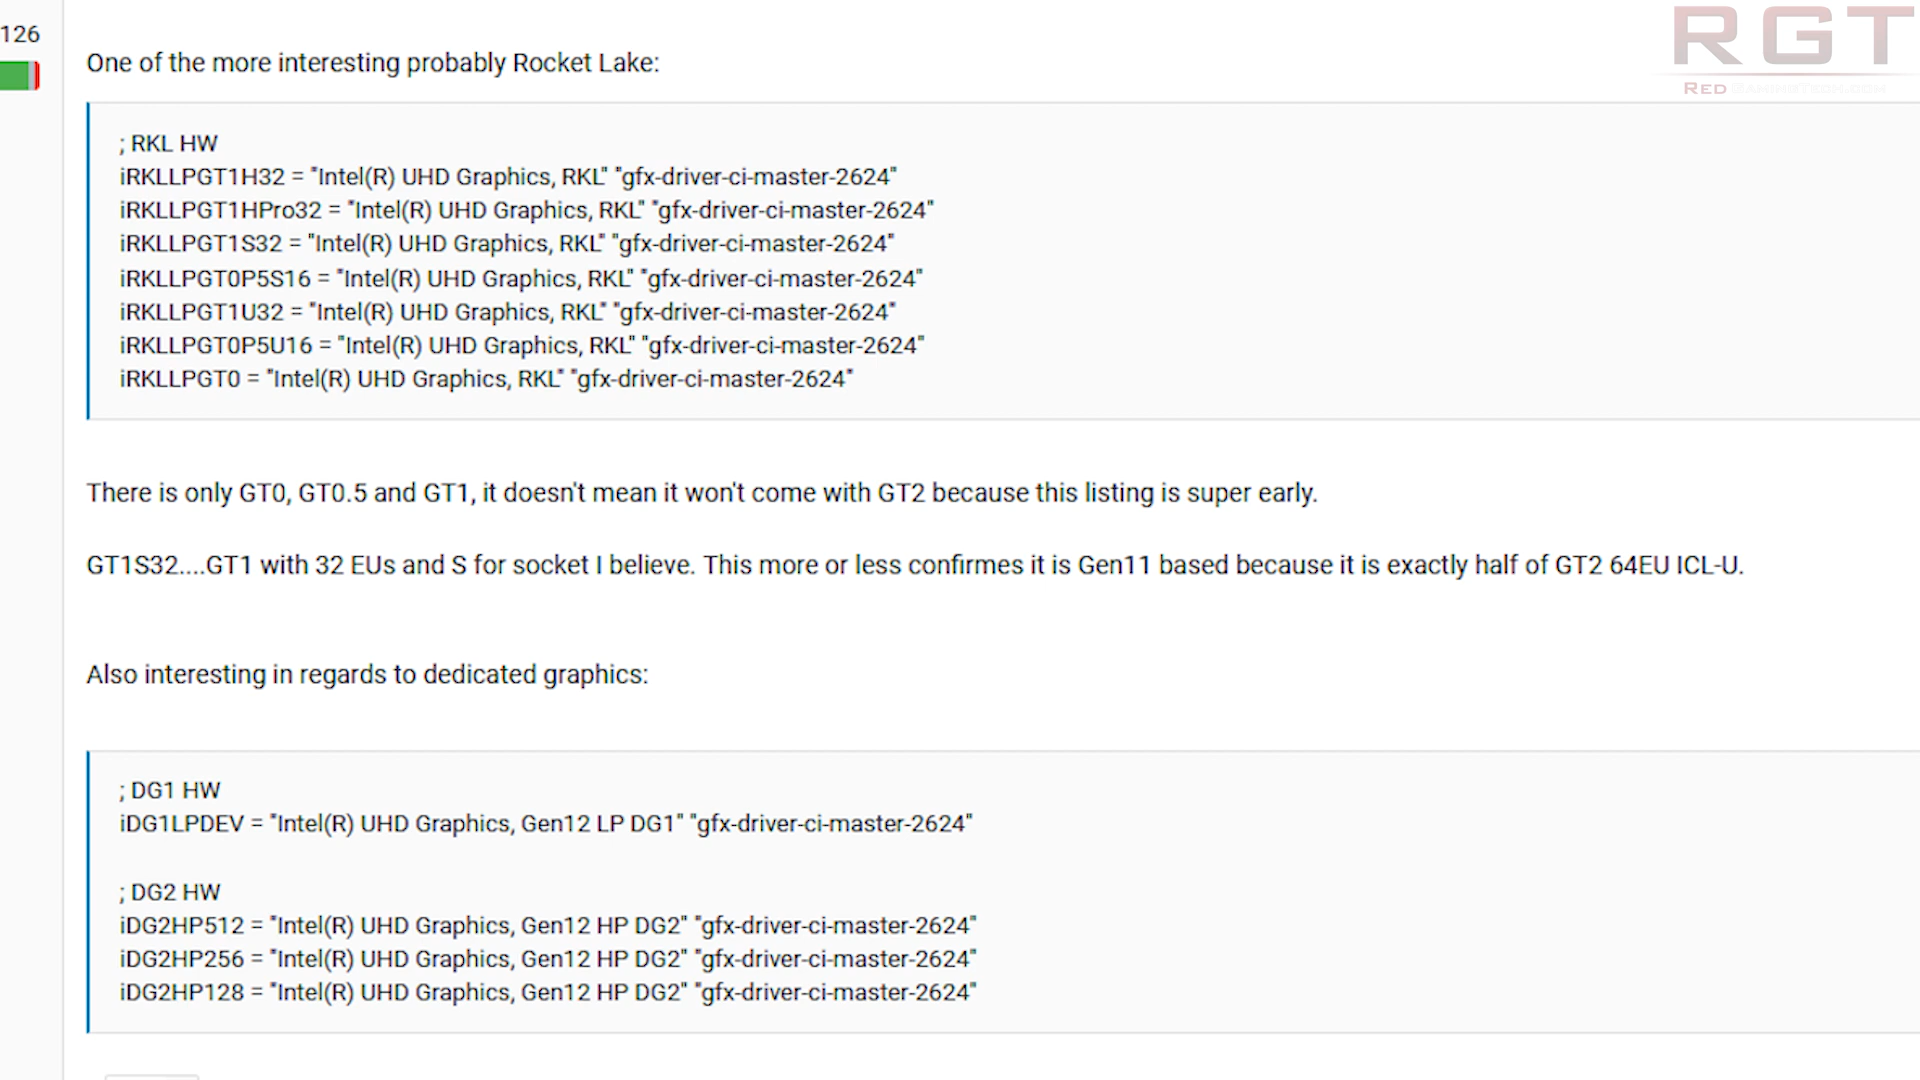 126
RGT
RED GAMINGTECH.COM
One of the more interesting probably Rocket Lake:
; RKL HW
iRKLLPGT1H32 = "Intel(R) UHD Graphics, RKL" "gfx-driver-ci-master-2624"
iRKLLPGT1HPro32 = "Intel(R) UHD Graphics, RKL" "gfx-driver-ci-master-2624"
iRKLLPGT1S32 = "Intel(R) UHD Graphics, RKL" "gfx-driver-ci-master-2624"
iRKLLPGT0P5S16 = "Intel(R) UHD Graphics, RKL" "gfx-driver-ci-master-2624"
iRKLLPGT1U32 = "Intel(R) UHD Graphics, RKL" "gfx-driver-ci-master-2624"
iRKLLPGT0P5U16 = "Intel(R) UHD Graphics, RKL" "gfx-driver-ci-master-2624"
iRKLLPGT0 = "Intel(R) UHD Graphics, RKL" "gfx-driver-ci-master-2624"
There is only GT0, GT0.5 and GT1, it doesn't mean it won't come with GT2 because this listing is super early.
GT1S32....GT1 with 32 EUs and S for socket I believe. This more or less confirmes it is Gen11 based because it is exactly half of GT2 64EU ICL-U.
Also interesting in regards to dedicated graphics:
; DG1 HW
iDG1LPDEV = "Intel(R) UHD Graphics, Gen12 LP DG1" "gfx-driver-ci-master-2624"
; DG2 HW
iDG2HP512 = "Intel(R) UHD Graphics, Gen12 HP DG2" "gfx-driver-ci-master-2624"
iDG2HP256 = "Intel(R) UHD Graphics, Gen12 HP DG2" "gfx-driver-ci-master-2624"
iDG2HP128 = "Intel(R) UHD Graphics, Gen12 HP DG2" "gfx-driver-ci-master-2624"